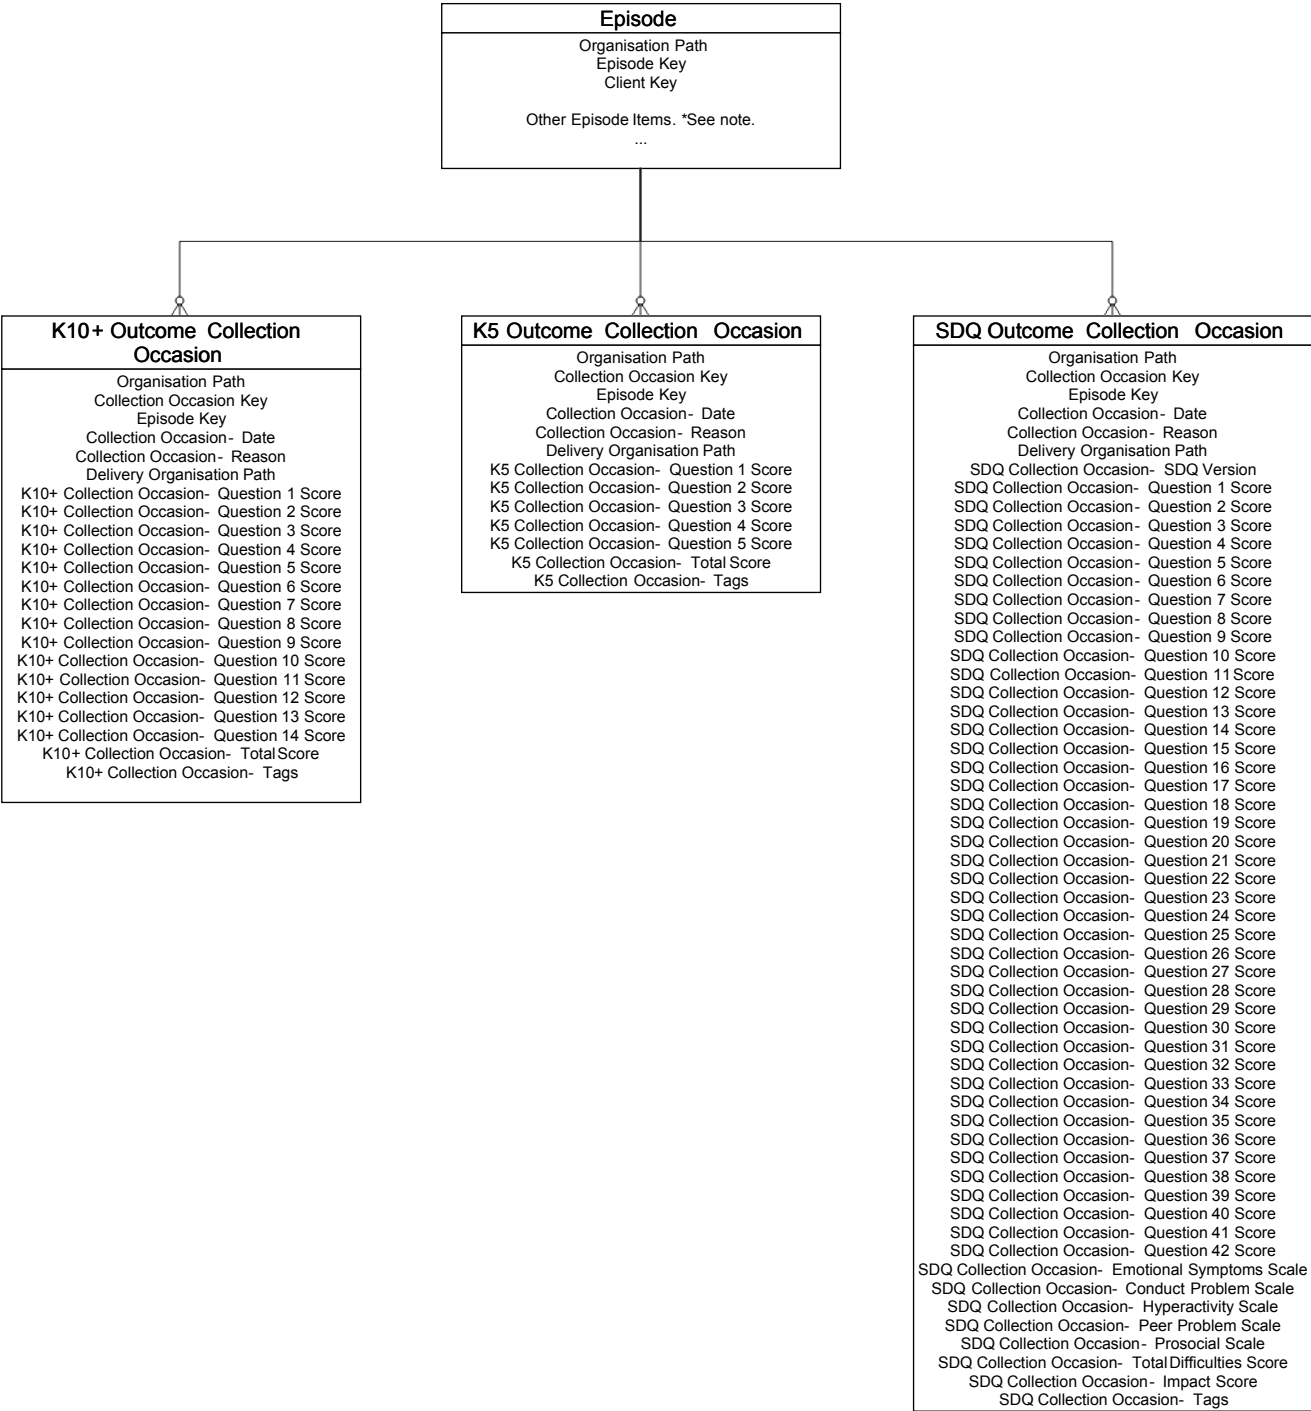 Episode
Organisation Path
Episode Key
Client Key
Other Episode Items. *See note.
...
K10+ Outcome Collection
Occasion
Organisation Path
Collection Occasion Key
Episode Key
Collection Occasion- Date
Collection Occasion- Reason
Delivery Organisation Path
K10+ Collection Occasion- Question 1 Score
K10+ Collection Occasion- Question 2 Score
K10+ Collection Occasion- Question 3 Score
K10+ Collection Occasion- Question 4 Score
K10+ Collection Occasion- Question 5 Score
K10+ Collection Occasion- Question 6 Score
K10+ Collection Occasion- Question 7 Score
K10+ Collection Occasion- Question 8 Score
K10+ Collection Occasion- Question 9 Score
K10+ Collection Occasion- Question 10 Score
K10+ Collection Occasion- Question 11 Score
K10+ Collection Occasion- Question 12 Score
K10+ Collection Occasion- Question 13 Score
K10+ Collection Occasion- Question 14 Score
K10+ Collection Occasion- Total Score
K10+ Collection Occasion- Tags
K5 Outcome Collection Occasion
Organisation Path
Collection Occasion Key
Episode Key
Collection Occasion- Date
Collection Occasion- Reason
Delivery Organisation Path
K5 Collection Occasion- Question 1 Score
K5 Collection Occasion- Question 2 Score
K5 Collection Occasion- Question 3 Score
K5 Collection Occasion- Question 4 Score
K5 Collection Occasion- Question 5 Score
K5 Collection Occasion- Total Score
K5 Collection Occasion- Tags
SDQ Outcome Collection Occasion
Organisation Path
Collection Occasion Key
Episode Key
Collection Occasion- Date
Collection Occasion- Reason
Delivery Organisation Path
SDQ Collection Occasion- SDQ Version
SDQ Collection Occasion- Question 1 Score
SDQ Collection Occasion- Question 2 Score
SDQ Collection Occasion- Question 3 Score
SDQ Collection Occasion- Question 4 Score
SDQ Collection Occasion- Question 5 Score
SDQ Collection Occasion- Question 6 Score
SDQ Collection Occasion- Question 7 Score
SDQ Collection Occasion- Question 8 Score
SDQ Collection Occasion- Question 9 Score
SDQ Collection Occasion- Question 10 Score
SDQ Collection Occasion- Question 11 Score
SDQ Collection Occasion- Question 12 Score
SDQ Collection Occasion- Question 13 Score
SDQ Collection Occasion- Question 14 Score
SDQ Collection Occasion- Question 15 Score
SDQ Collection Occasion- Question 16 Score
SDQ Collection Occasion- Question 17 Score
SDQ Collection Occasion- Question 18 Score
SDQ Collection Occasion- Question 19 Score
SDQ Collection Occasion- Question 20 Score
SDQ Collection Occasion- Question 21 Score
SDQ Collection Occasion- Question 22 Score
SDQ Collection Occasion- Question 23 Score
SDQ Collection Occasion- Question 24 Score
SDQ Collection Occasion- Question 25 Score
SDQ Collection Occasion- Question 26 Score
SDQ Collection Occasion- Question 27 Score
SDQ Collection Occasion- Question 28 Score
SDQ Collection Occasion- Question 29 Score
SDQ Collection Occasion- Question 30 Score
SDQ Collection Occasion- Question 31 Score
SDQ Collection Occasion- Question 32 Score
SDQ Collection Occasion- Question 33 Score
SDQ Collection Occasion- Question 34 Score
SDQ Collection Occasion- Question 35 Score
SDQ Collection Occasion- Question 36 Score
SDQ Collection Occasion- Question 37 Score
SDQ Collection Occasion- Question 38 Score
SDQ Collection Occasion- Question 39 Score
SDQ Collection Occasion- Question 40 Score
SDQ Collection Occasion- Question 41 Score
SDQ Collection Occasion- Question 42 Score
SDQ Collection Occasion- Emotional Symptoms Scale
SDQ Collection Occasion- Conduct Problem Scale
SDQ Collection Occasion- Hyperactivity Scale
SDQ Collection Occasion- Peer Problem Scale
SDQ Collection Occasion- Prosocial Scale
SDQ Collection Occasion- Total Difficulties Score
SDQ Collection Occasion- Impact Score
SDQ Collection Occasion- Tags